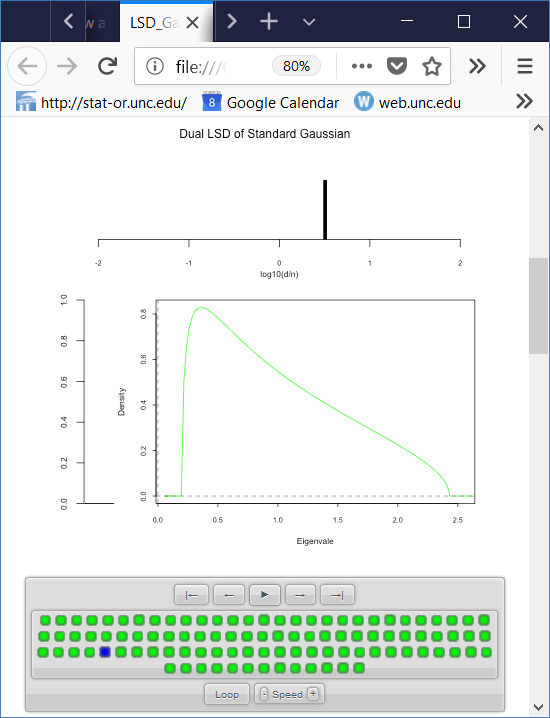 LSD_Ga
file:///
80%
http://stat-or.unc.edu/ Google Calendar web.unc.edu
8
W
Dual LSD of Standard Gaussian
-2 -1 0 1 2
log10(d/n)
1.0
0.8
0.6
0.4
0.2
0.0
Density
0.8
0.6
0.4
0.2
0.0
0.0 0.5 1.0 1.5 2.0 2.5
Eigenvale
Loop - Speed +